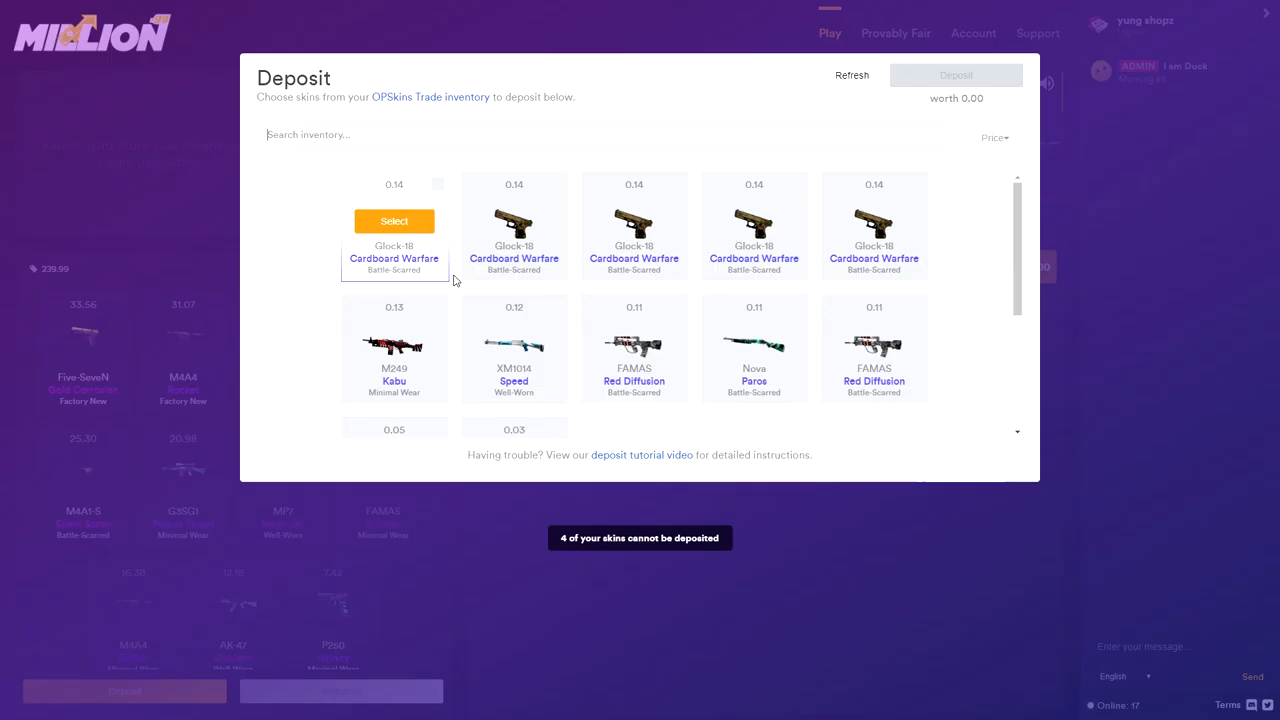 MILLION
Play Provably Fair Account Support
yung shopz
ADMIN I am Duck
Deposit
Refresh
Deposit
Choose skins from your OPSkins Trade inventory to deposit below.
worth 0.00
Search inventory...
Price
0.14 0.14 0.14 0.14 0.14
Select
Glock-18 Glock-18 Glock-18 Glock-18 Glock-18
Cardboard Warfare Cardboard Warfare Cardboard Warfare Cardboard Warfare Cardboard Warfare
Battle-Scarred Battle-Scarred Battle-Scarred Battle-Scarred Battle-Scarred
0.13 0.12 0.11 0.11 0.11
M249 XM1014 FAMAS Nova FAMAS
Kabu Speed Red Diffusion Paros Red Diffusion
Minimal Wear Well-Worn Battle-Scarred Battle-Scarred Battle-Scarred
0.05 0.03
Having trouble? View our deposit tutorial video for detailed instructions.
4 of your skins cannot be deposited
239.99
33.56 31.07
Five-SeveN M4A4
Factory New Factory New
25.30 20.98
M4A1-S G3SG1 MP7 FAMAS
Battle-Scarred Minimal Wear Well-Worn Minimal Wear
16.38 12.16 7.42
M4A4 AK-47 P250
Minimal Wear Well-Worn Minimal Wear
Deposit
Enter your message...
English Send
Online: 17 Terms